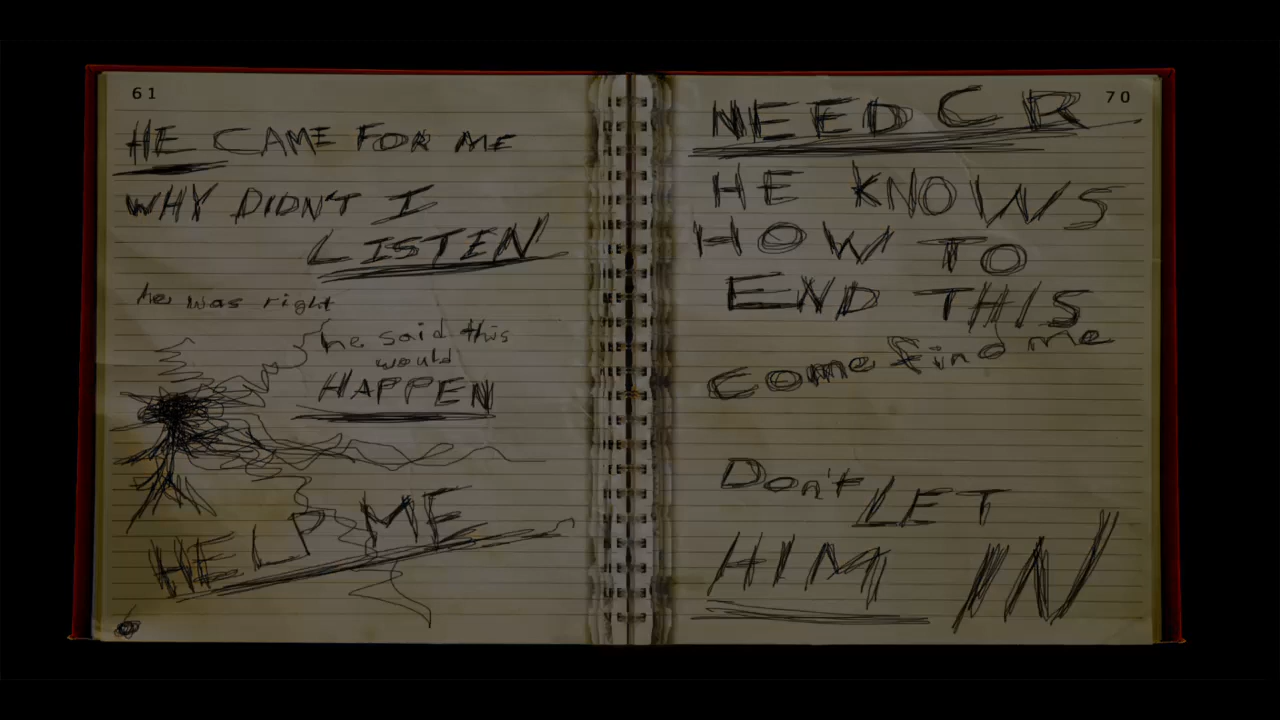 61
HE CAME FOR ME
WHY DIDN'T I
LISTEN
he was right
he said this
would
HAPPEN
HELP ME
70
NEED CR
HE KNOWS
HOW TO
END THIS
come find me
Don't LET
HIM IN